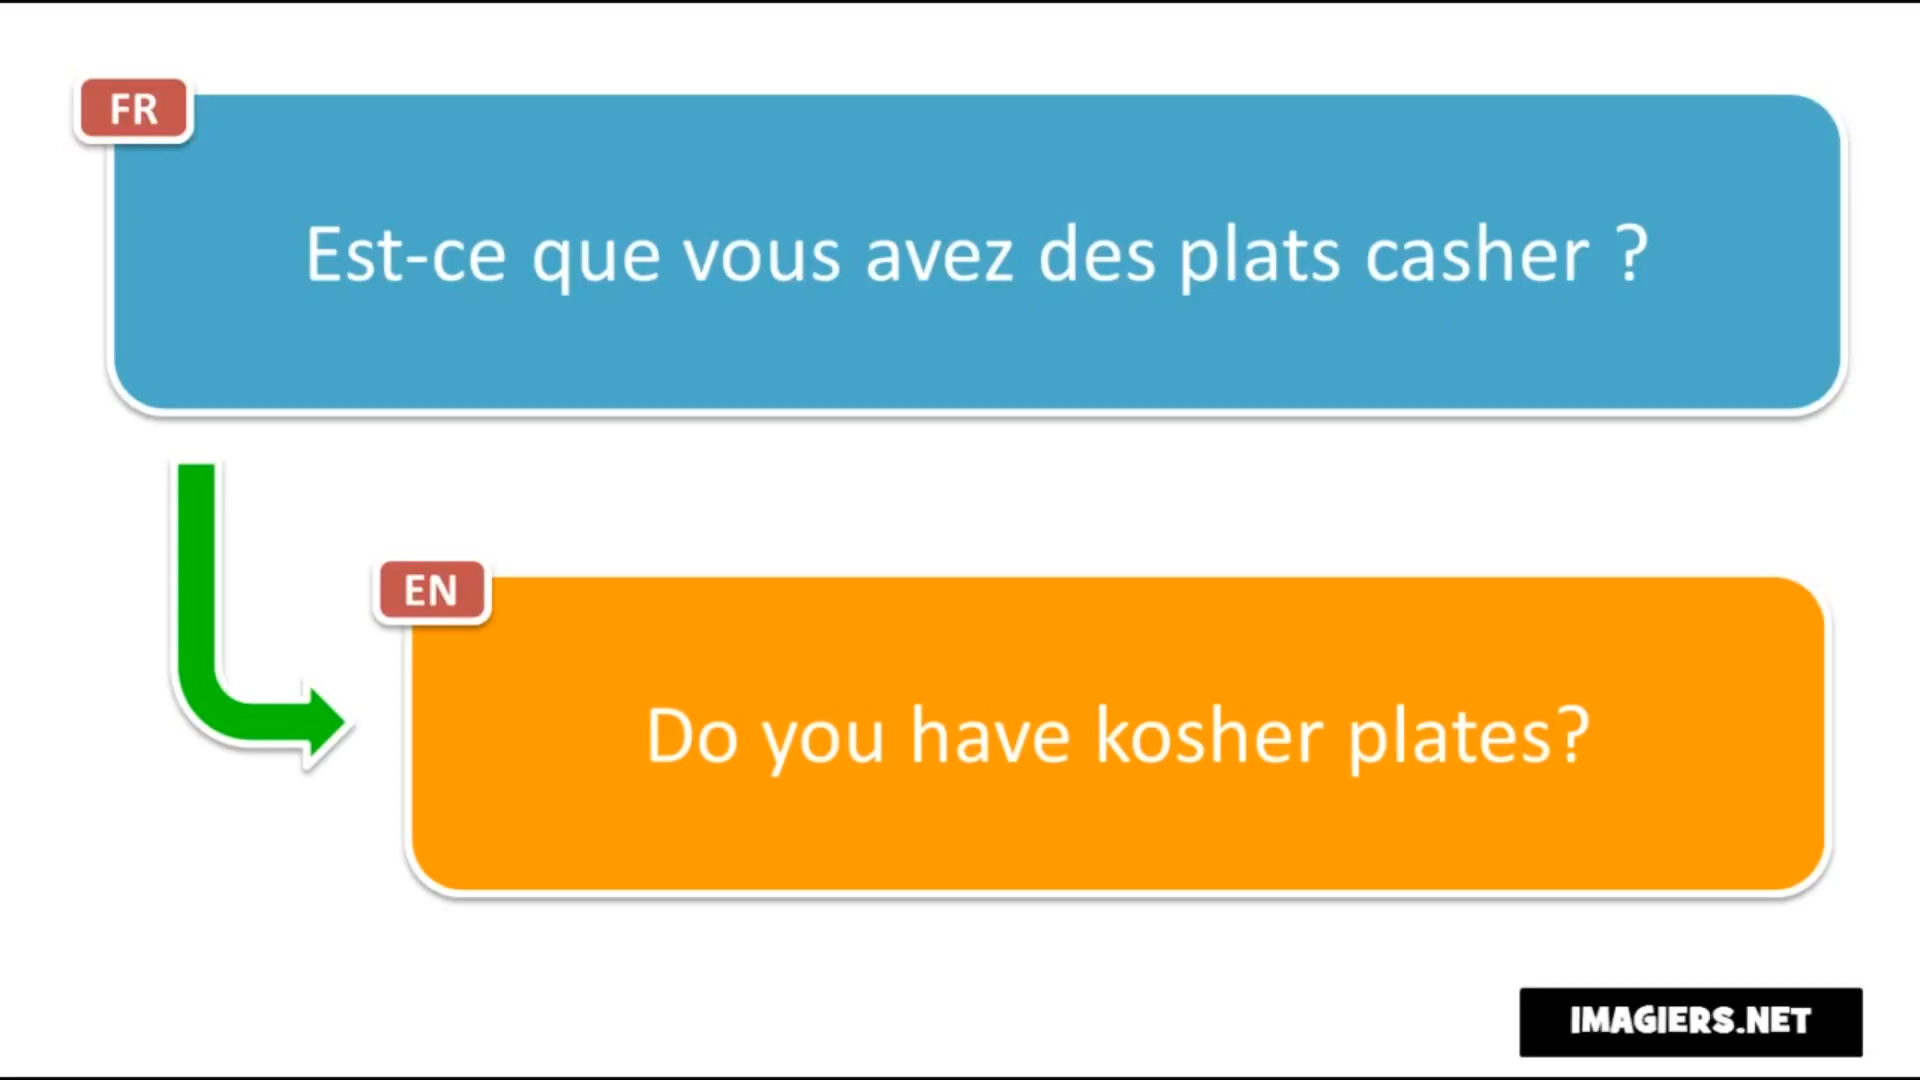 FR
Est-ce que vous avez des plats casher ?
EN
Do you have kosher plates?
IMAGIERS.NET